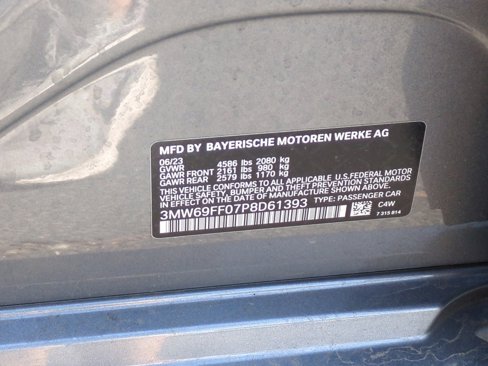 MFD BY BAYERISCHE MOTOREN WERKE AG
06/23
GVWR 4586 lbs 2080 kg
GAWR FRONT 2161 lbs 980 kg
GAWR REAR 2579 lbs 1170 kg
THIS VEHICLE CONFORMS TO ALL APPLICABLE U.S.FEDERAL MOTOR
VEHICLE SAFETY, BUMPER AND THEFT PREVENTION STANDARDS
IN EFFECT ON THE DATE OF MANUFACTURE SHOWN ABOVE.
3MW69FF07P8D61393 TYPE: PASSENGER CAR
C4W
7 315 814